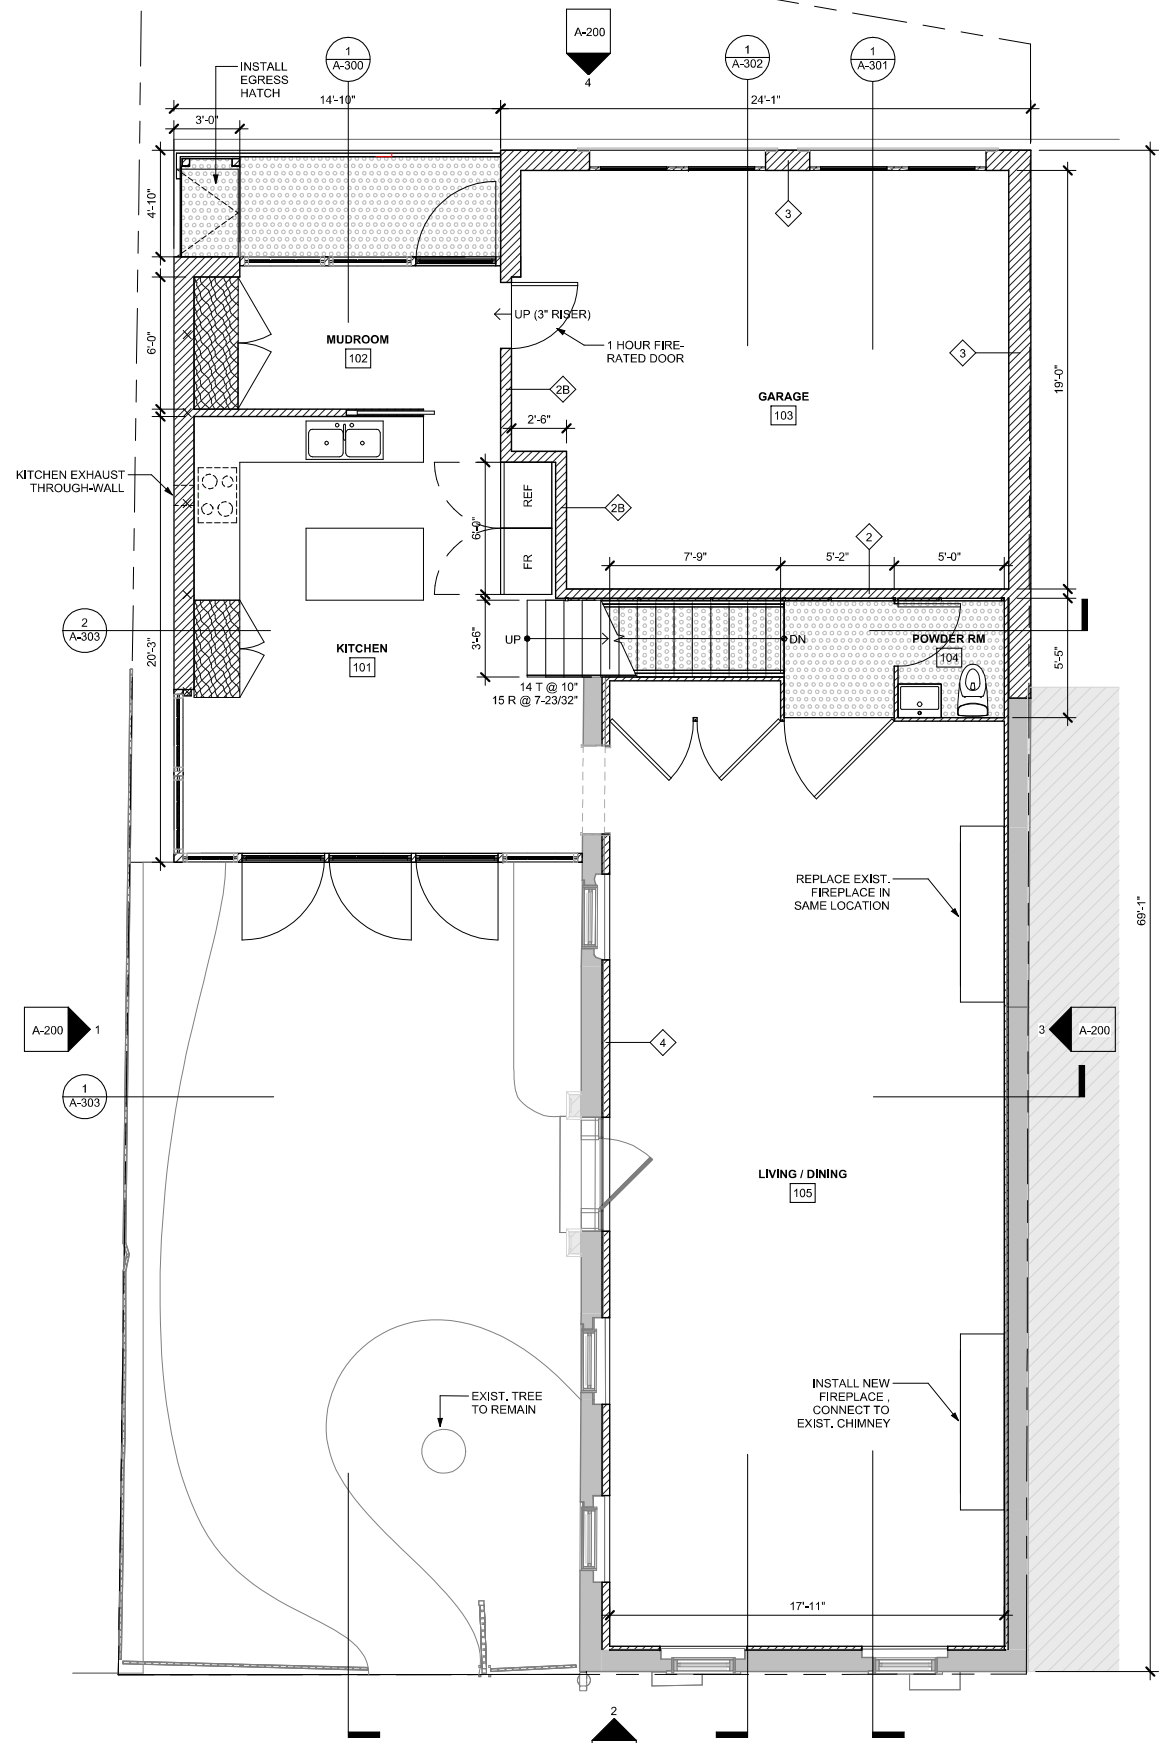 A-200
4
1
A-300
1
A-302
1
A-301
INSTALL
EGRESS
HATCH
14'-10"
24'-1"
3'-0"
4'-10"
3
UP (3" RISER)
6'-0"
MUDROOM
102
1 HOUR FIRE-
RATED DOOR
3
2B
GARAGE
103
19'-0"
2'-6"
KITCHEN EXHAUST
THROUGH-WALL
REF
2B
6'-0"
FR
2
7'-9"
5'-2"
5'-0"
2
A-303
20'-3"
KITCHEN
101
3'-6"
UP
DN
POWDER RM
104
5'-5"
14 T @ 10"
15 R @ 7-23/32"
REPLACE EXIST.
FIREPLACE IN
SAME LOCATION
69'-1"
A-200
1
4
3
A-200
1
A-303
LIVING / DINING
105
EXIST. TREE
TO REMAIN
INSTALL NEW
FIREPLACE ,
CONNECT TO
EXIST. CHIMNEY
17'-11"
2